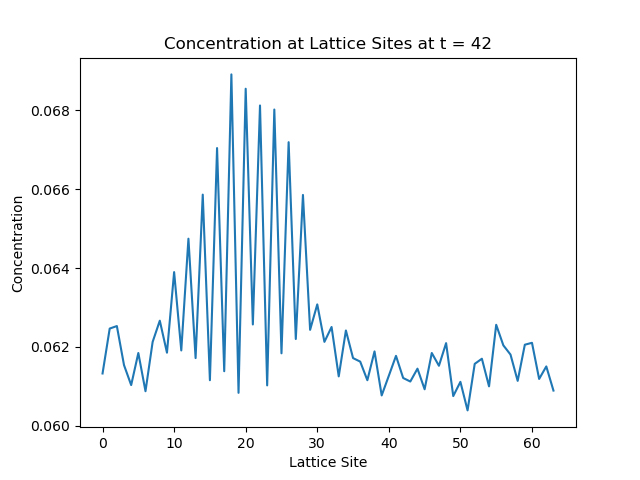 Concentration at Lattice Sites at t = 42
0.068
0.066
0.064
0.062
0.060
Concentration
0 10 20 30 40 50 60
Lattice Site